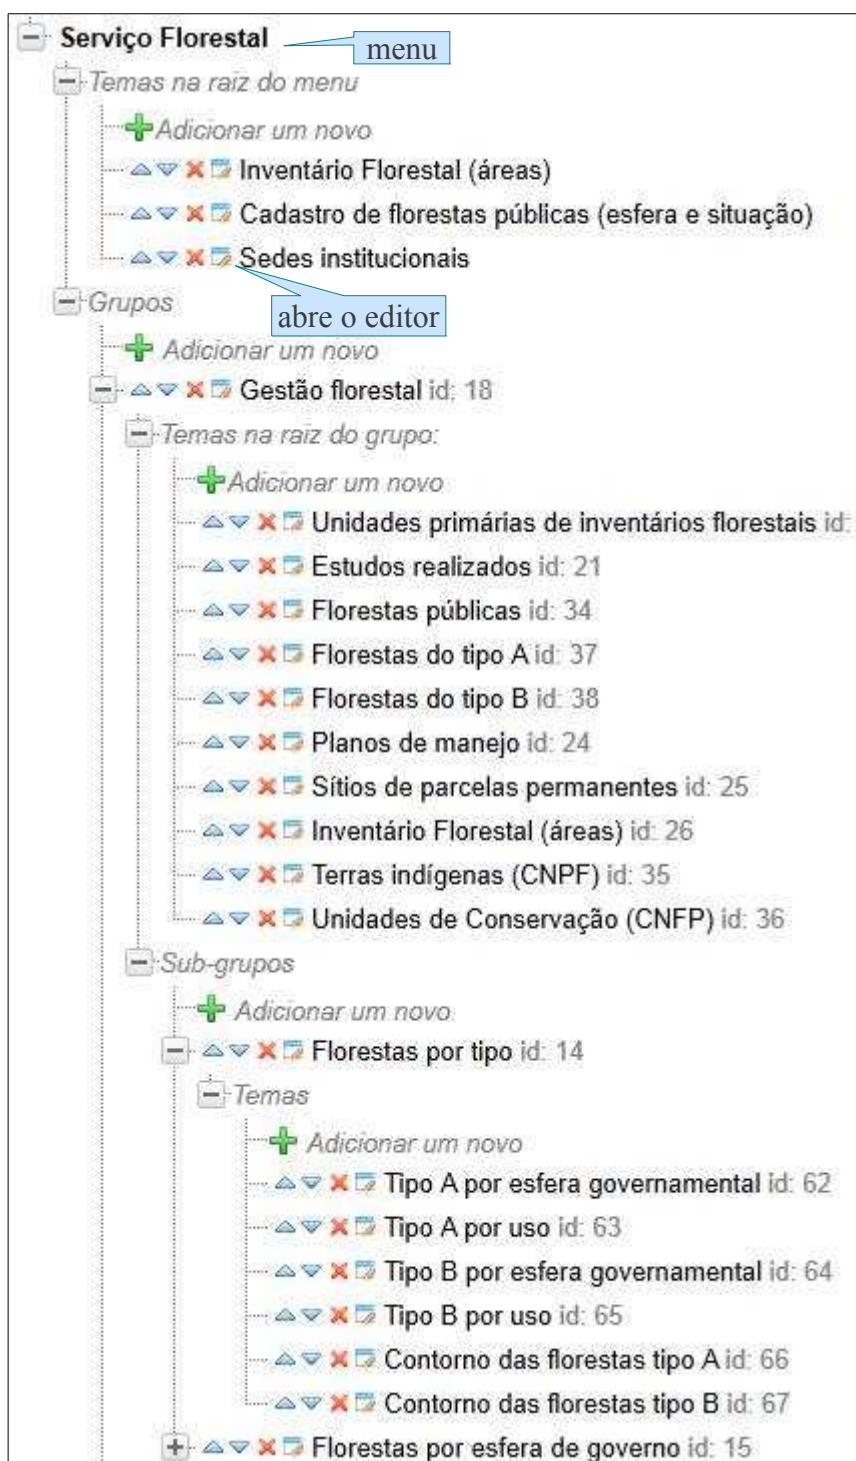 Serviço Florestal
menu
Temas na raiz do menu
Adicionar um novo
Inventário Florestal (áreas)
Cadastro de florestas públicas (esfera e situação)
Sedes institucionais
abre o editor
Grupos
Adicionar um novo
Gestão florestal id: 18
Temas na raiz do grupo:
Adicionar um novo
Unidades primárias de inventários florestais id:
Estudos realizados id: 21
Florestas públicas id: 34
Florestas do tipo A id: 37
Florestas do tipo B id: 38
Planos de manejo id: 24
Sítios de parcelas permanentes id: 25
Inventário Florestal (áreas) id: 26
Terras indígenas (CNPF) id: 35
Unidades de Conservação (CNFP) id: 36
Sub-grupos
Adicionar um novo
Florestas por tipo id: 14
Temas
Adicionar um novo
Tipo A por esfera governamental id: 62
Tipo A por uso id: 63
Tipo B por esfera governamental id: 64
Tipo B por uso id: 65
Contorno das florestas tipo A id: 66
Contorno das florestas tipo B id: 67
Florestas por esfera de governo id: 15